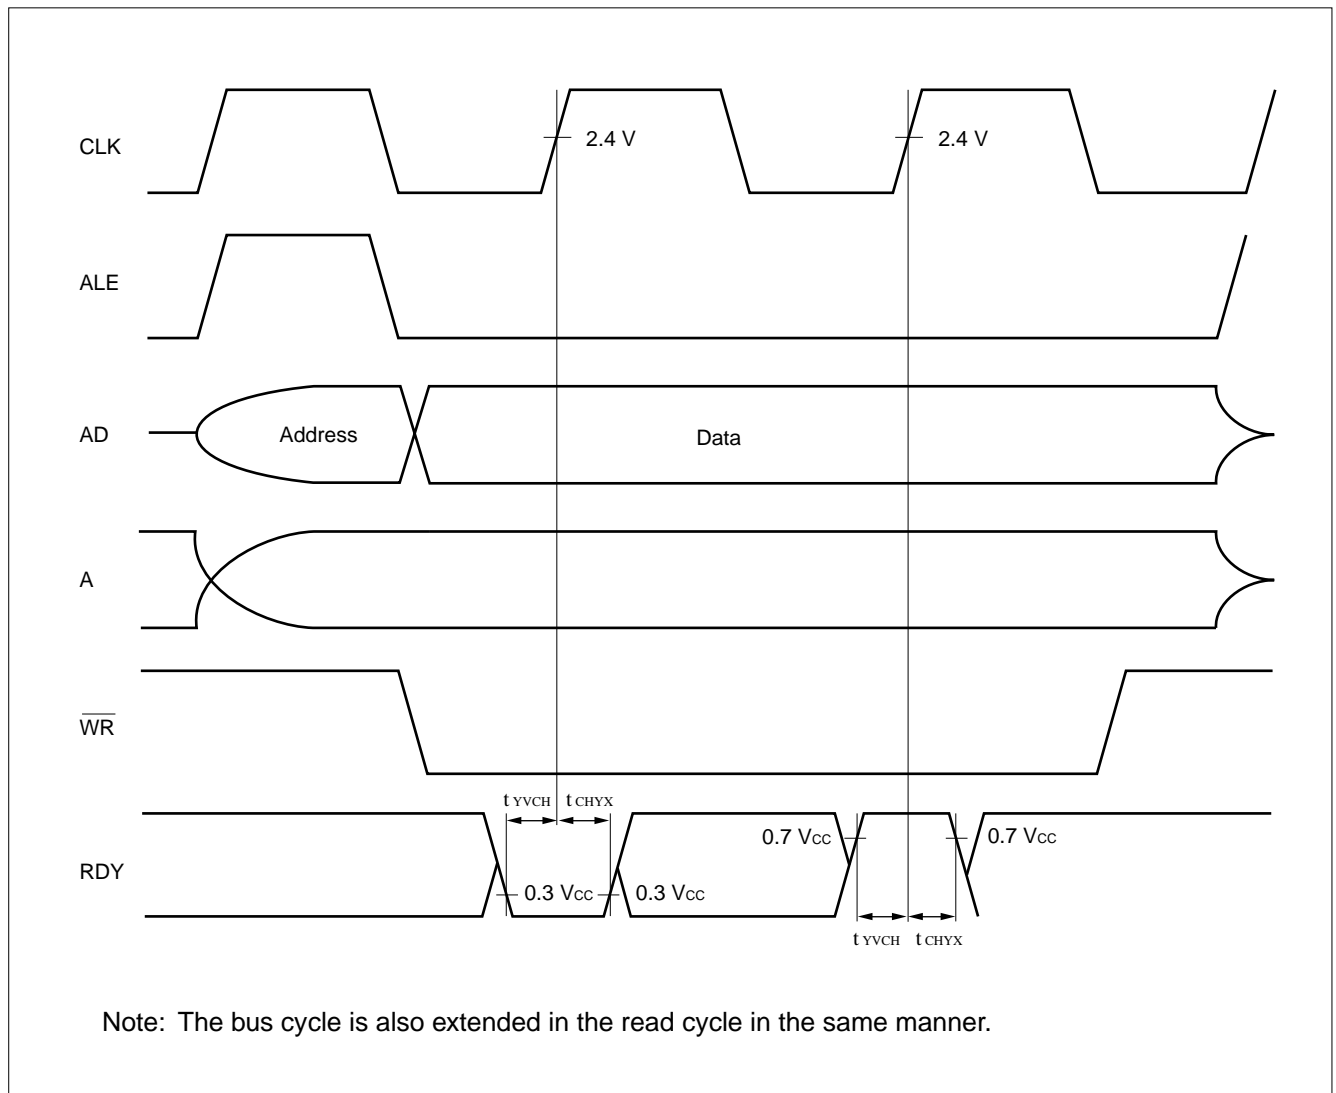 CLK
2.4 V
2.4 V
ALE
AD
Address
Data
A
WR
t YVCH
t CHYX
RDY
0.3 VCC
0.3 VCC
0.7 VCC
0.7 VCC
t YVCH
t CHYX
Note: The bus cycle is also extended in the read cycle in the same manner.